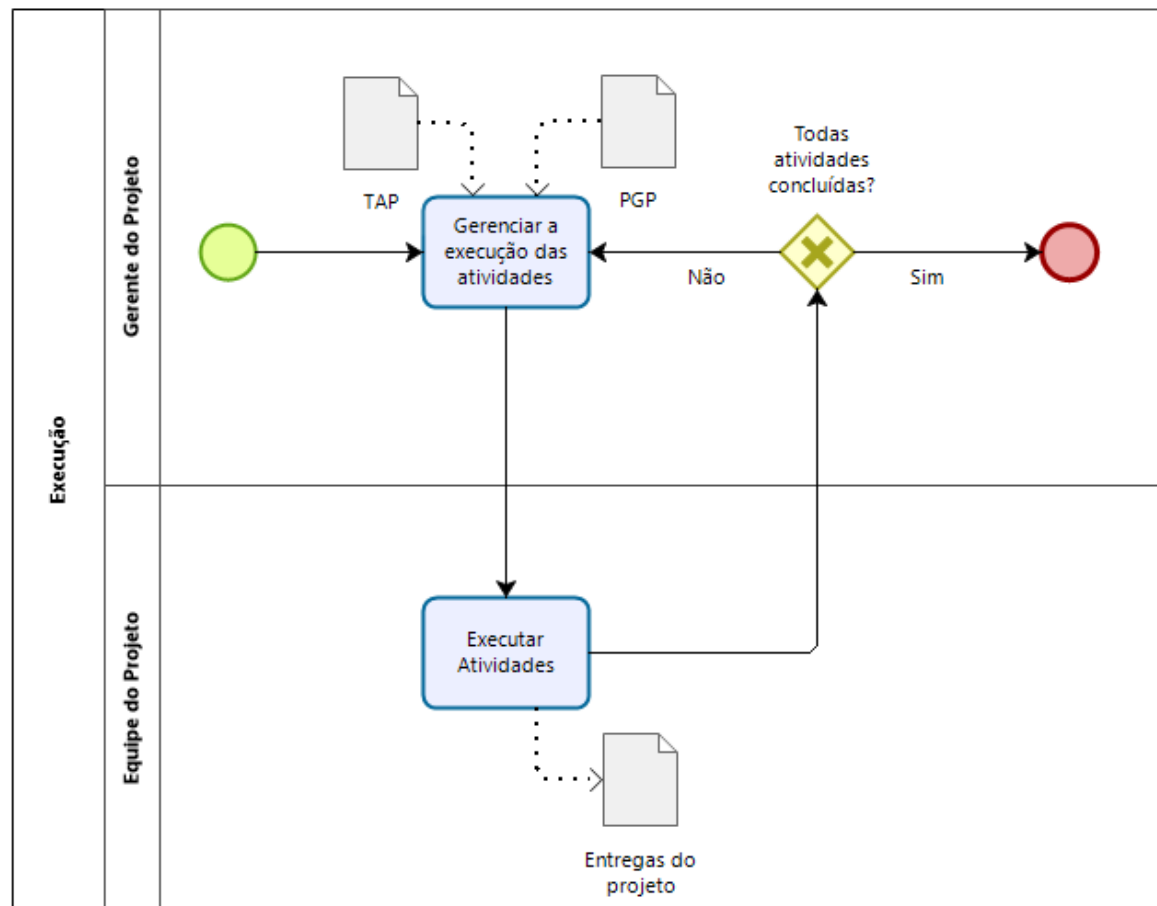 Execução
Gerente do Projeto
TAP
PGP
Gerenciar a
execução das
atividades
Todas
atividades
concluídas?
Não
Sim
Equipe do Projeto
Executar
Atividades
Entregas do
projeto